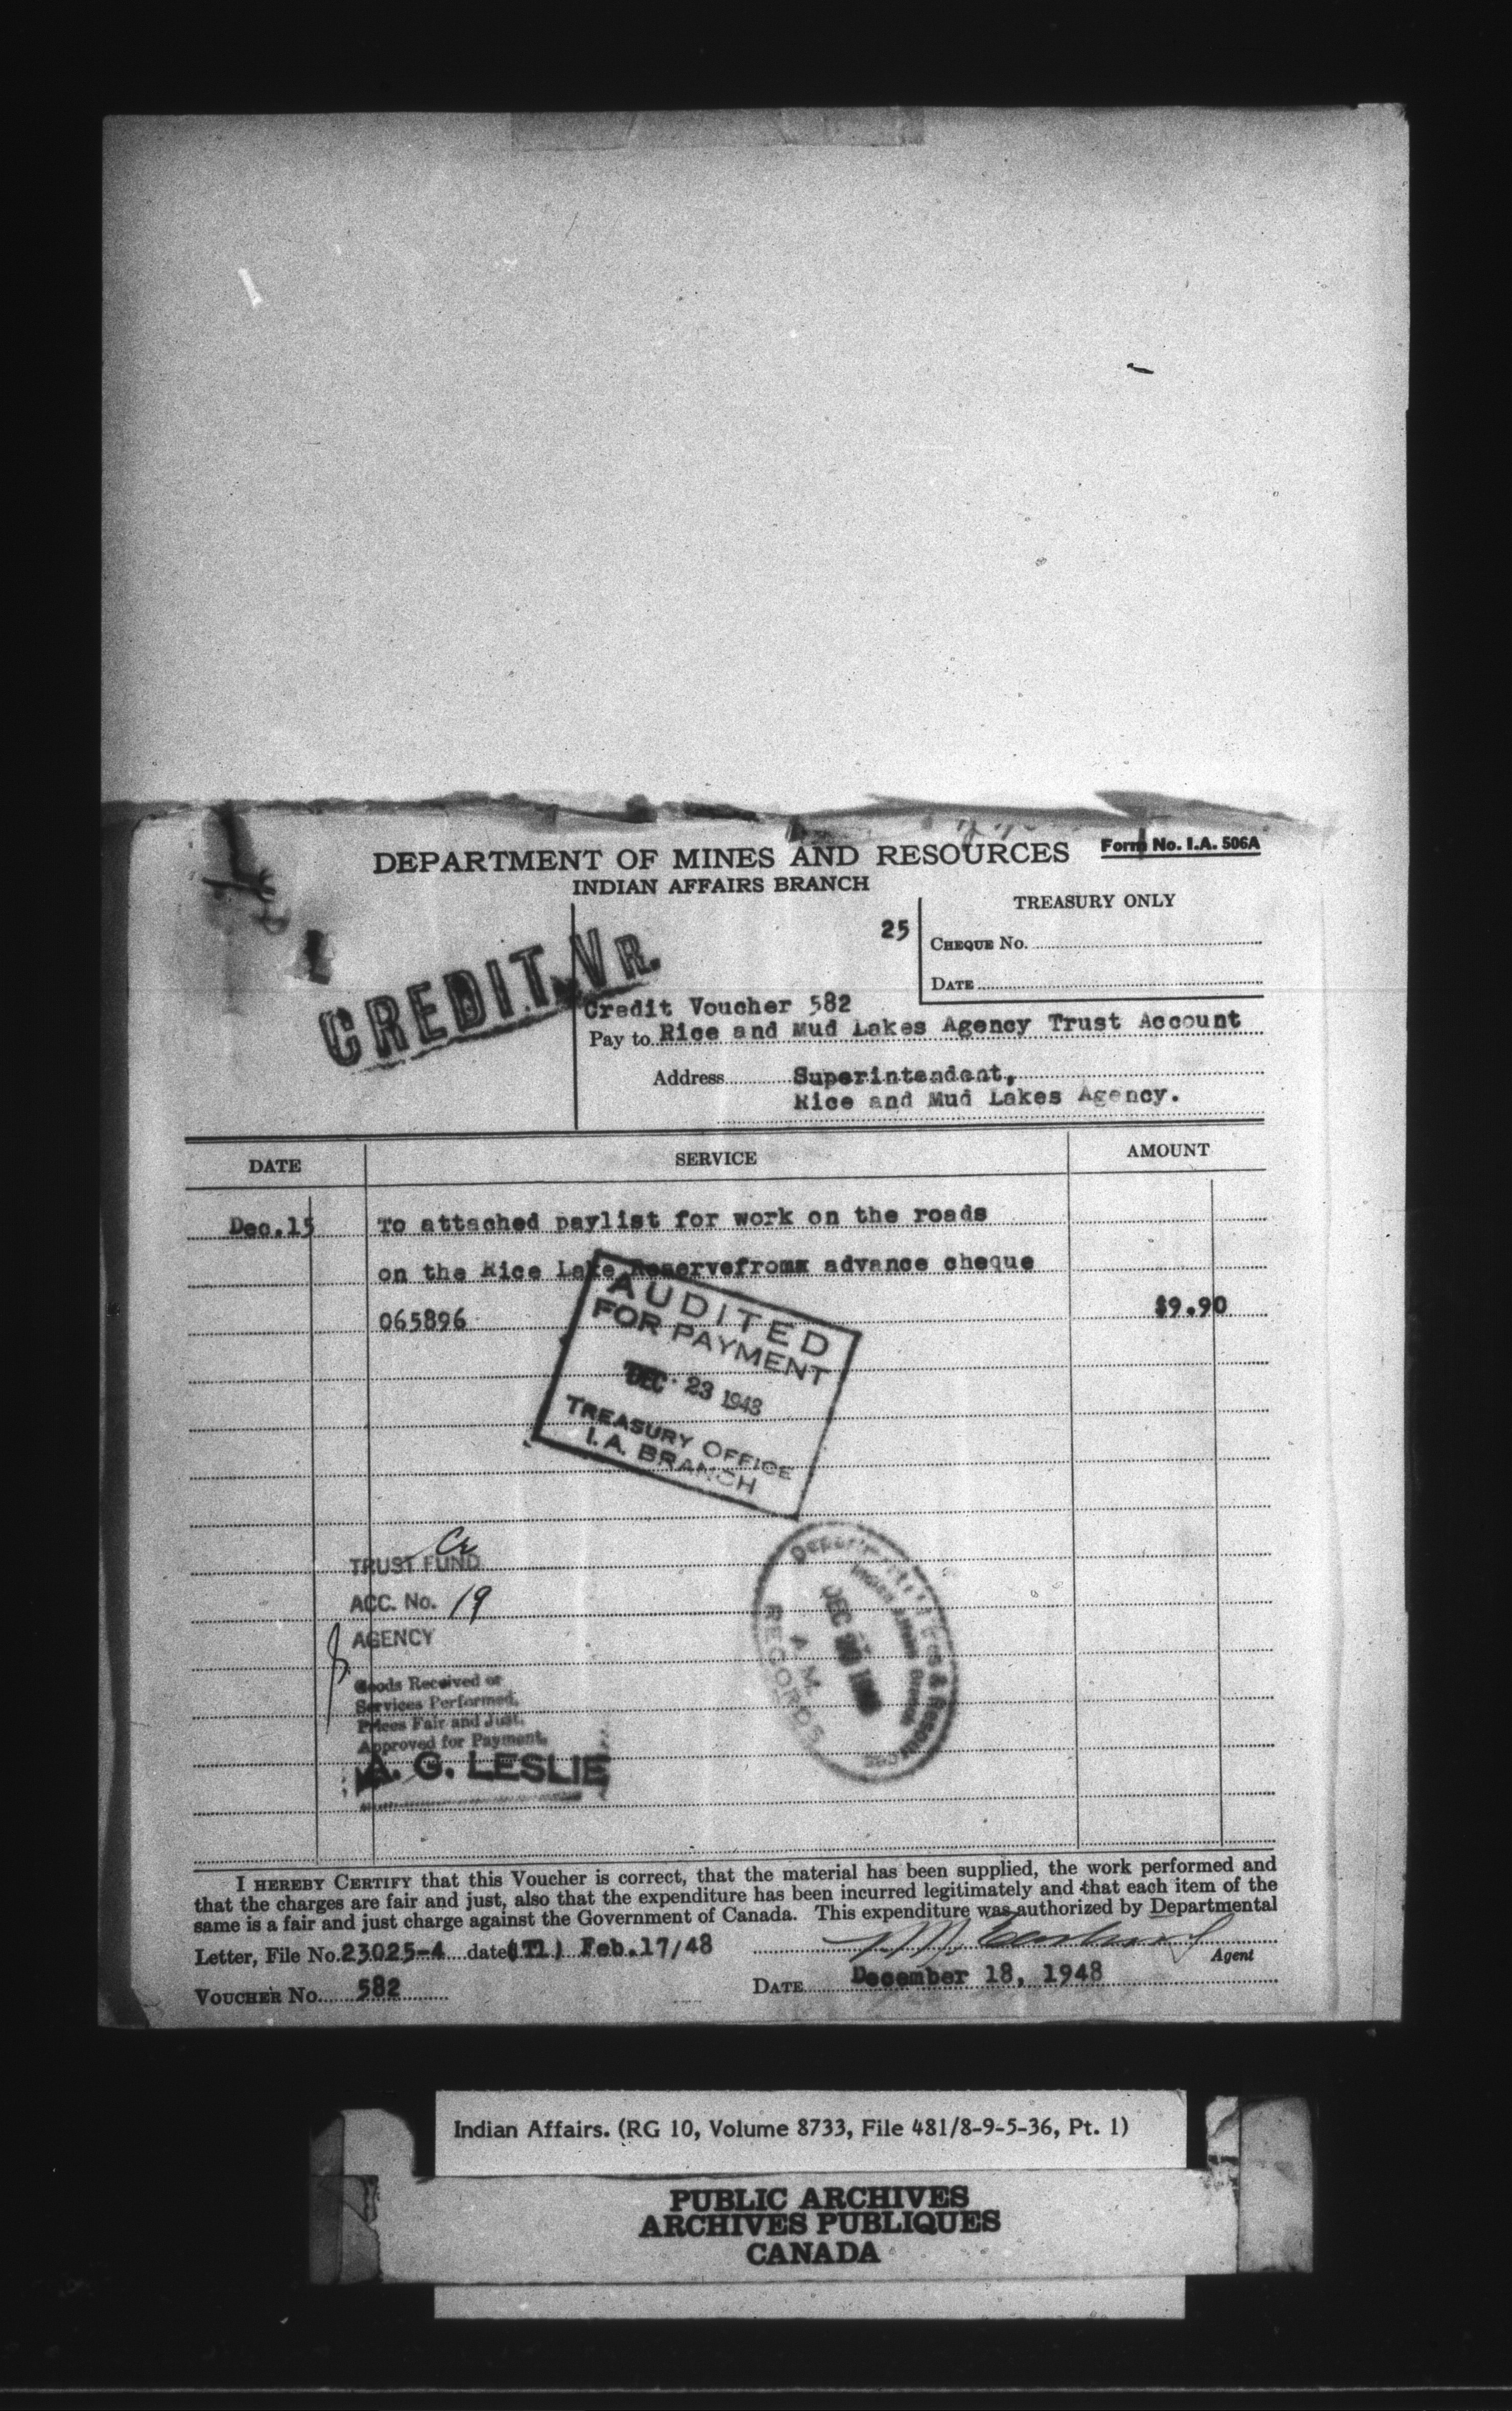 DEPARTMENT OF MINES AND RESOURCES
Form No. I.A. 506A
INDIAN AFFAIRS BRANCH
TREASURY ONLY
25
CHEQUE No.
DATE
CREDIT. VR.
Credit Voucher 582
Pay to Rice and Mud Lakes Agency Trust Account
Address Superintendent,
Rice and Mud Lakes Agency.
DATE SERVICE AMOUNT
Dec.15 To attached paylist for work on the roads
on the Rice Lake Reservefromx advance cheque
065896 $9.90
AUDITED
FOR PAYMENT
DEC 23 1948
TREASURY OFFICE
I. A. BRANCH
TRUST FUND
ACC. No. 19
AGENCY
Goods Received or
Services Performed.
Prices Fair and Just.
Approved for Payment.
A. G. LESLIE
Indian Affairs Branch
DEC
A. M.
RECORDS
I HEREBY CERTIFY that this Voucher is correct, that the material has been supplied, the work performed and
that the charges are fair and just, also that the expenditure has been incurred legitimately and that each item of the
same is a fair and just charge against the Government of Canada. This expenditure was authorized by Departmental
Letter, File No. 23025-4 dated (T1) Feb.17/48
Agent
VOUCHER No. 582
DATE December 18, 1948
Indian Affairs. (RG 10, Volume 8733, File 481/8-9-5-36, Pt. 1)
PUBLIC ARCHIVES
ARCHIVES PUBLIQUES
CANADA